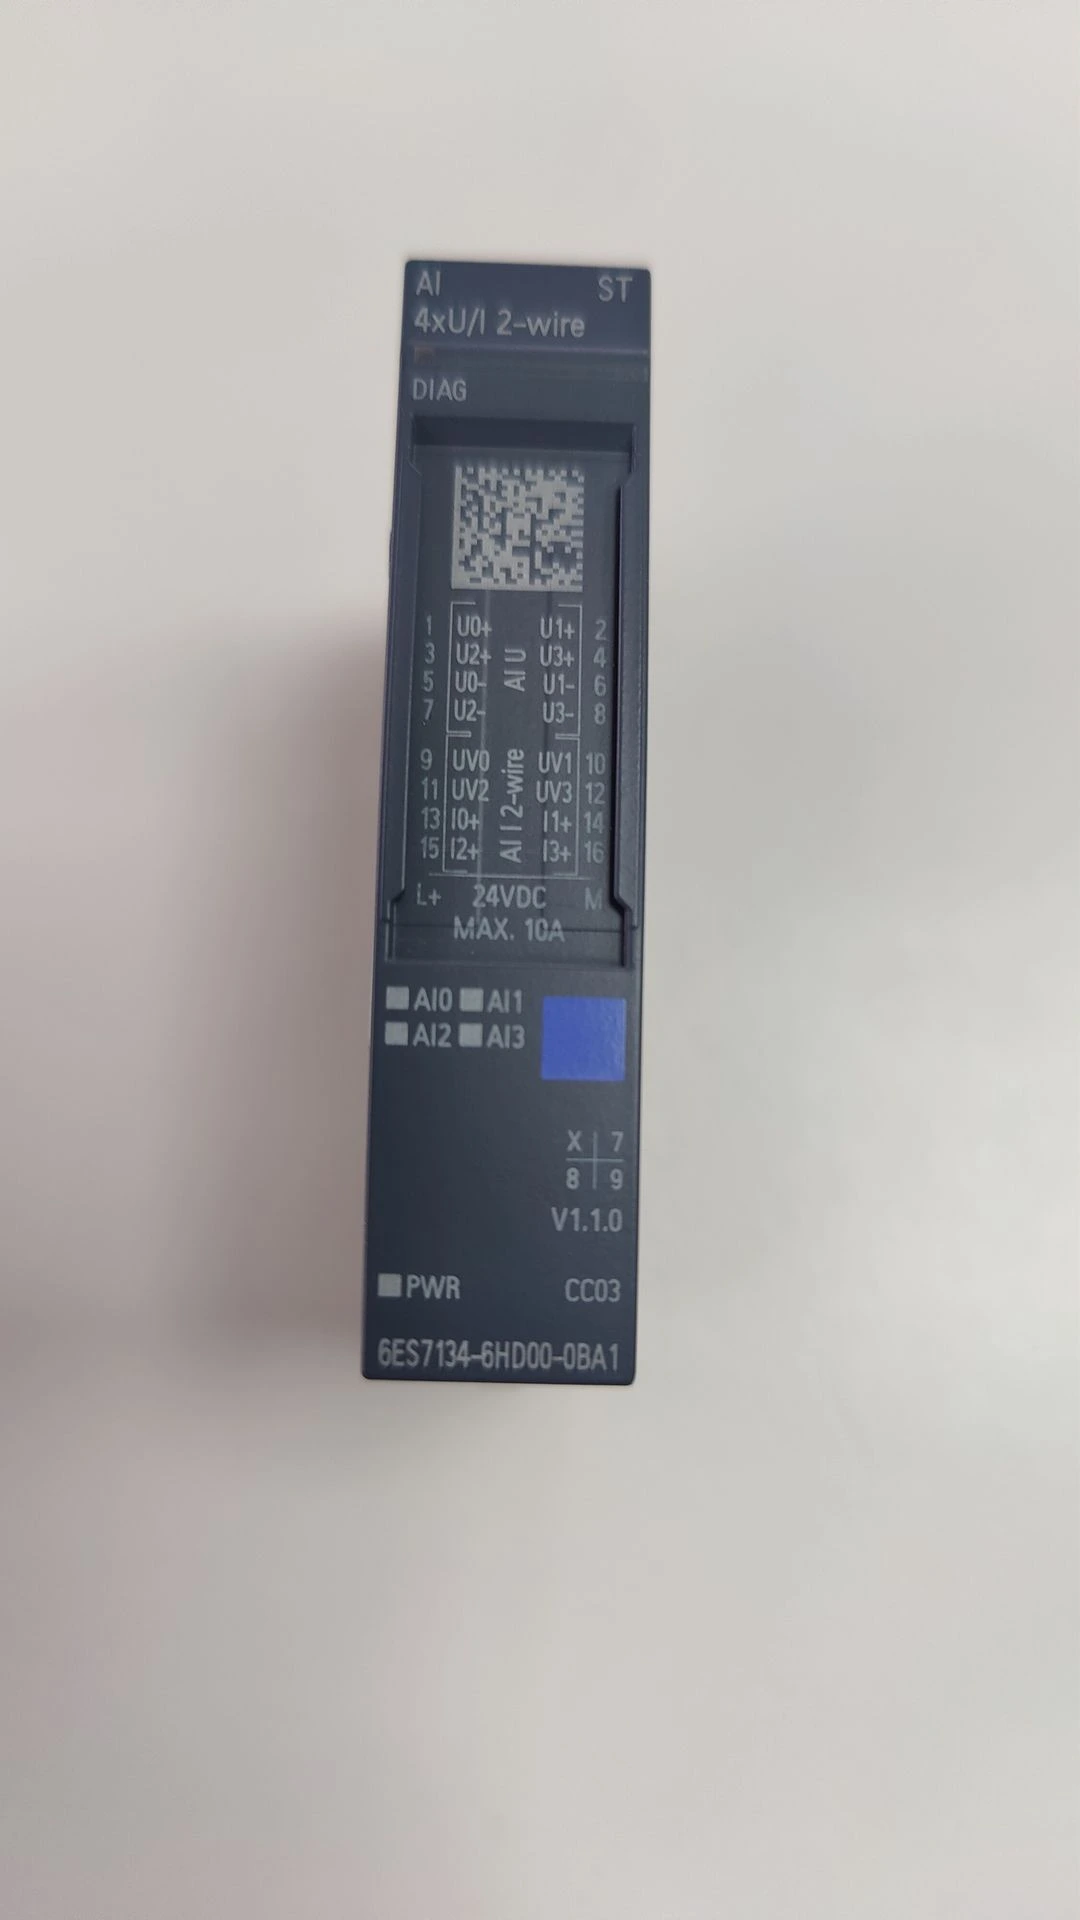 AI ST
4xU/I 2-wire
DIAG
1 U0+ U1+ 2
3 U2+ U3+ 4
5 U0- U1- 6
7 U2- U3- 8
AI U
9 UV0 UV1 10
11 UV2 UV3 12
13 I0+ I1+ 14
15 I2+ I3+ 16
AI I 2-wire
L+ 24VDC M
MAX. 10A
AI0 AI1
AI2 AI3
X 7
8 9
V1.1.0
PWR CC03
6ES7134-6HD00-0BA1